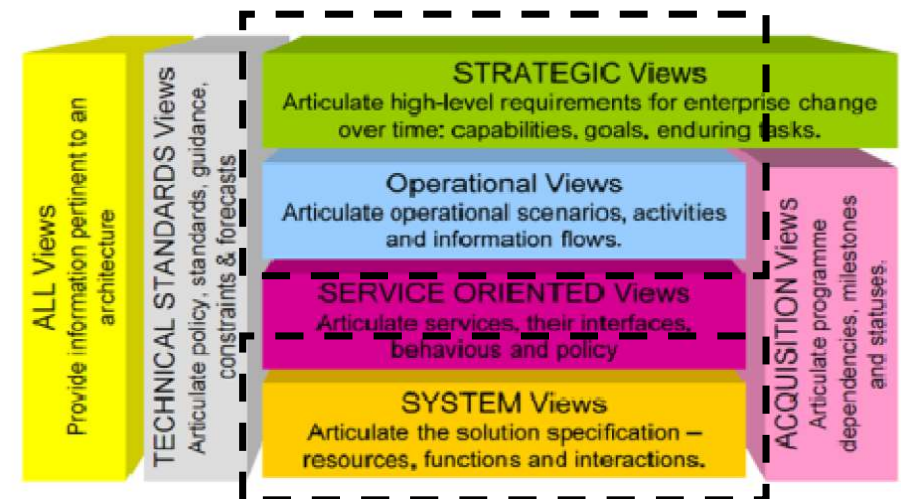 ALL Views
Provide information pertinent to an
architecture
TECHNICAL STANDARDS Views
Articulate policy, standards, guidance,
constraints & forecasts
STRATEGIC Views
Articulate high-level requirements for enterprise change
over time: capabilities, goals, enduring tasks.
Operational Views
Articulate operational scenarios, activities
and information flows.
SERVICE ORIENTED Views
Articulate services, their interfaces,
behavious and policy
SYSTEM Views
Articulate the solution specification –
resources, functions and interactions.
ACQUISITION Views
Articulate programme
dependencies, milestones
and statuses.